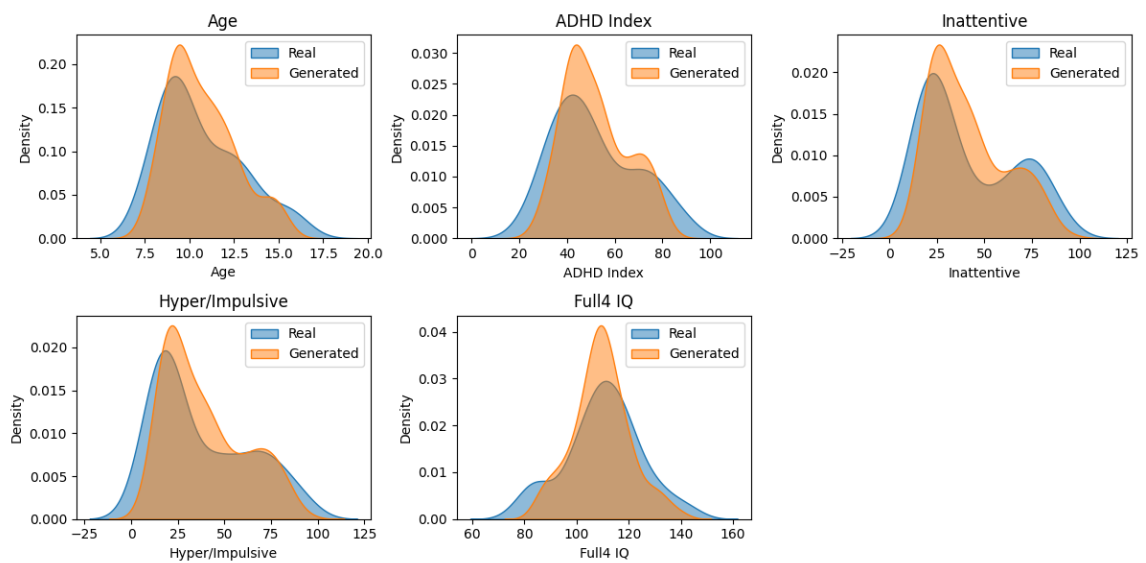 Age
Density
0.20
0.15
0.10
0.05
0.00
Real
Generated
5.0 7.5 10.0 12.5 15.0 17.5 20.0
Age
ADHD Index
Density
0.030
0.025
0.020
0.015
0.010
0.005
0.000
Real
Generated
0 20 40 60 80 100
ADHD Index
Inattentive
Density
0.020
0.015
0.010
0.005
0.000
Real
Generated
−25 0 25 50 75 100 125
Inattentive
Hyper/Impulsive
Density
0.020
0.015
0.010
0.005
0.000
Real
Generated
−25 0 25 50 75 100 125
Hyper/Impulsive
Full4 IQ
Density
0.04
0.03
0.02
0.01
0.00
Real
Generated
60 80 100 120 140 160
Full4 IQ